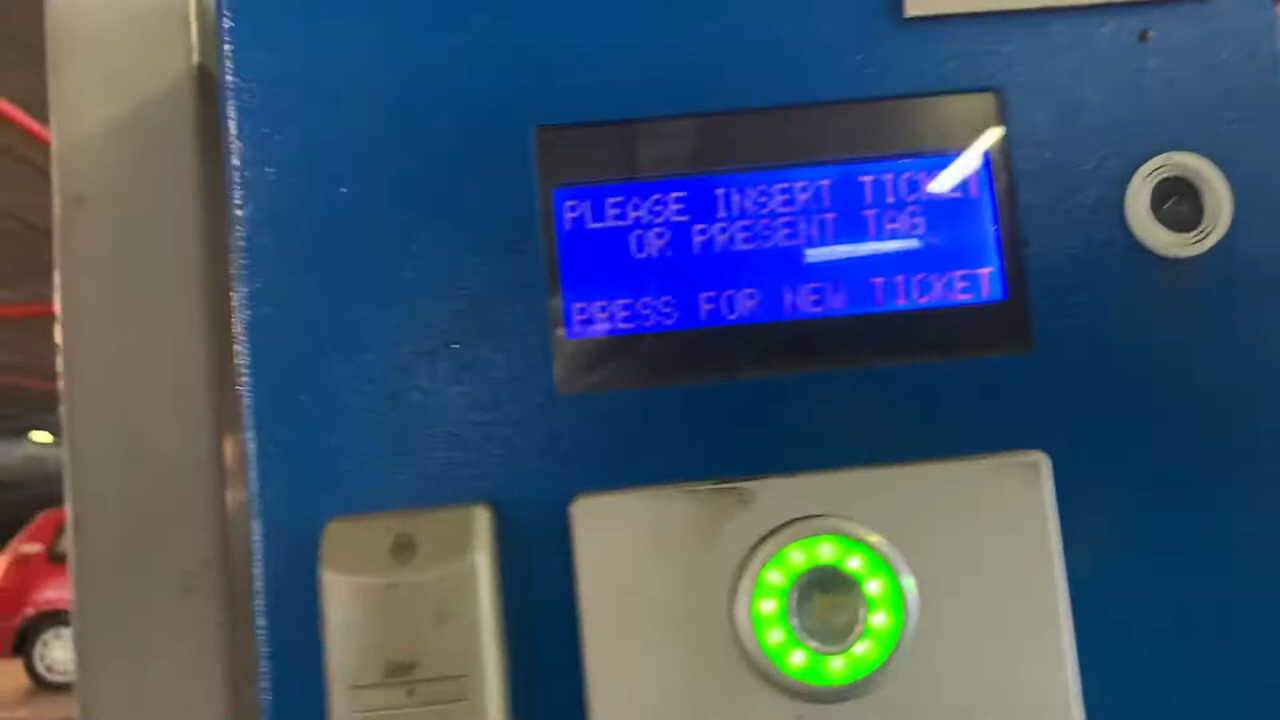 PLEASE INSERT TICKET
OR PRESENT TAG
PRESS FOR NEW TICKET